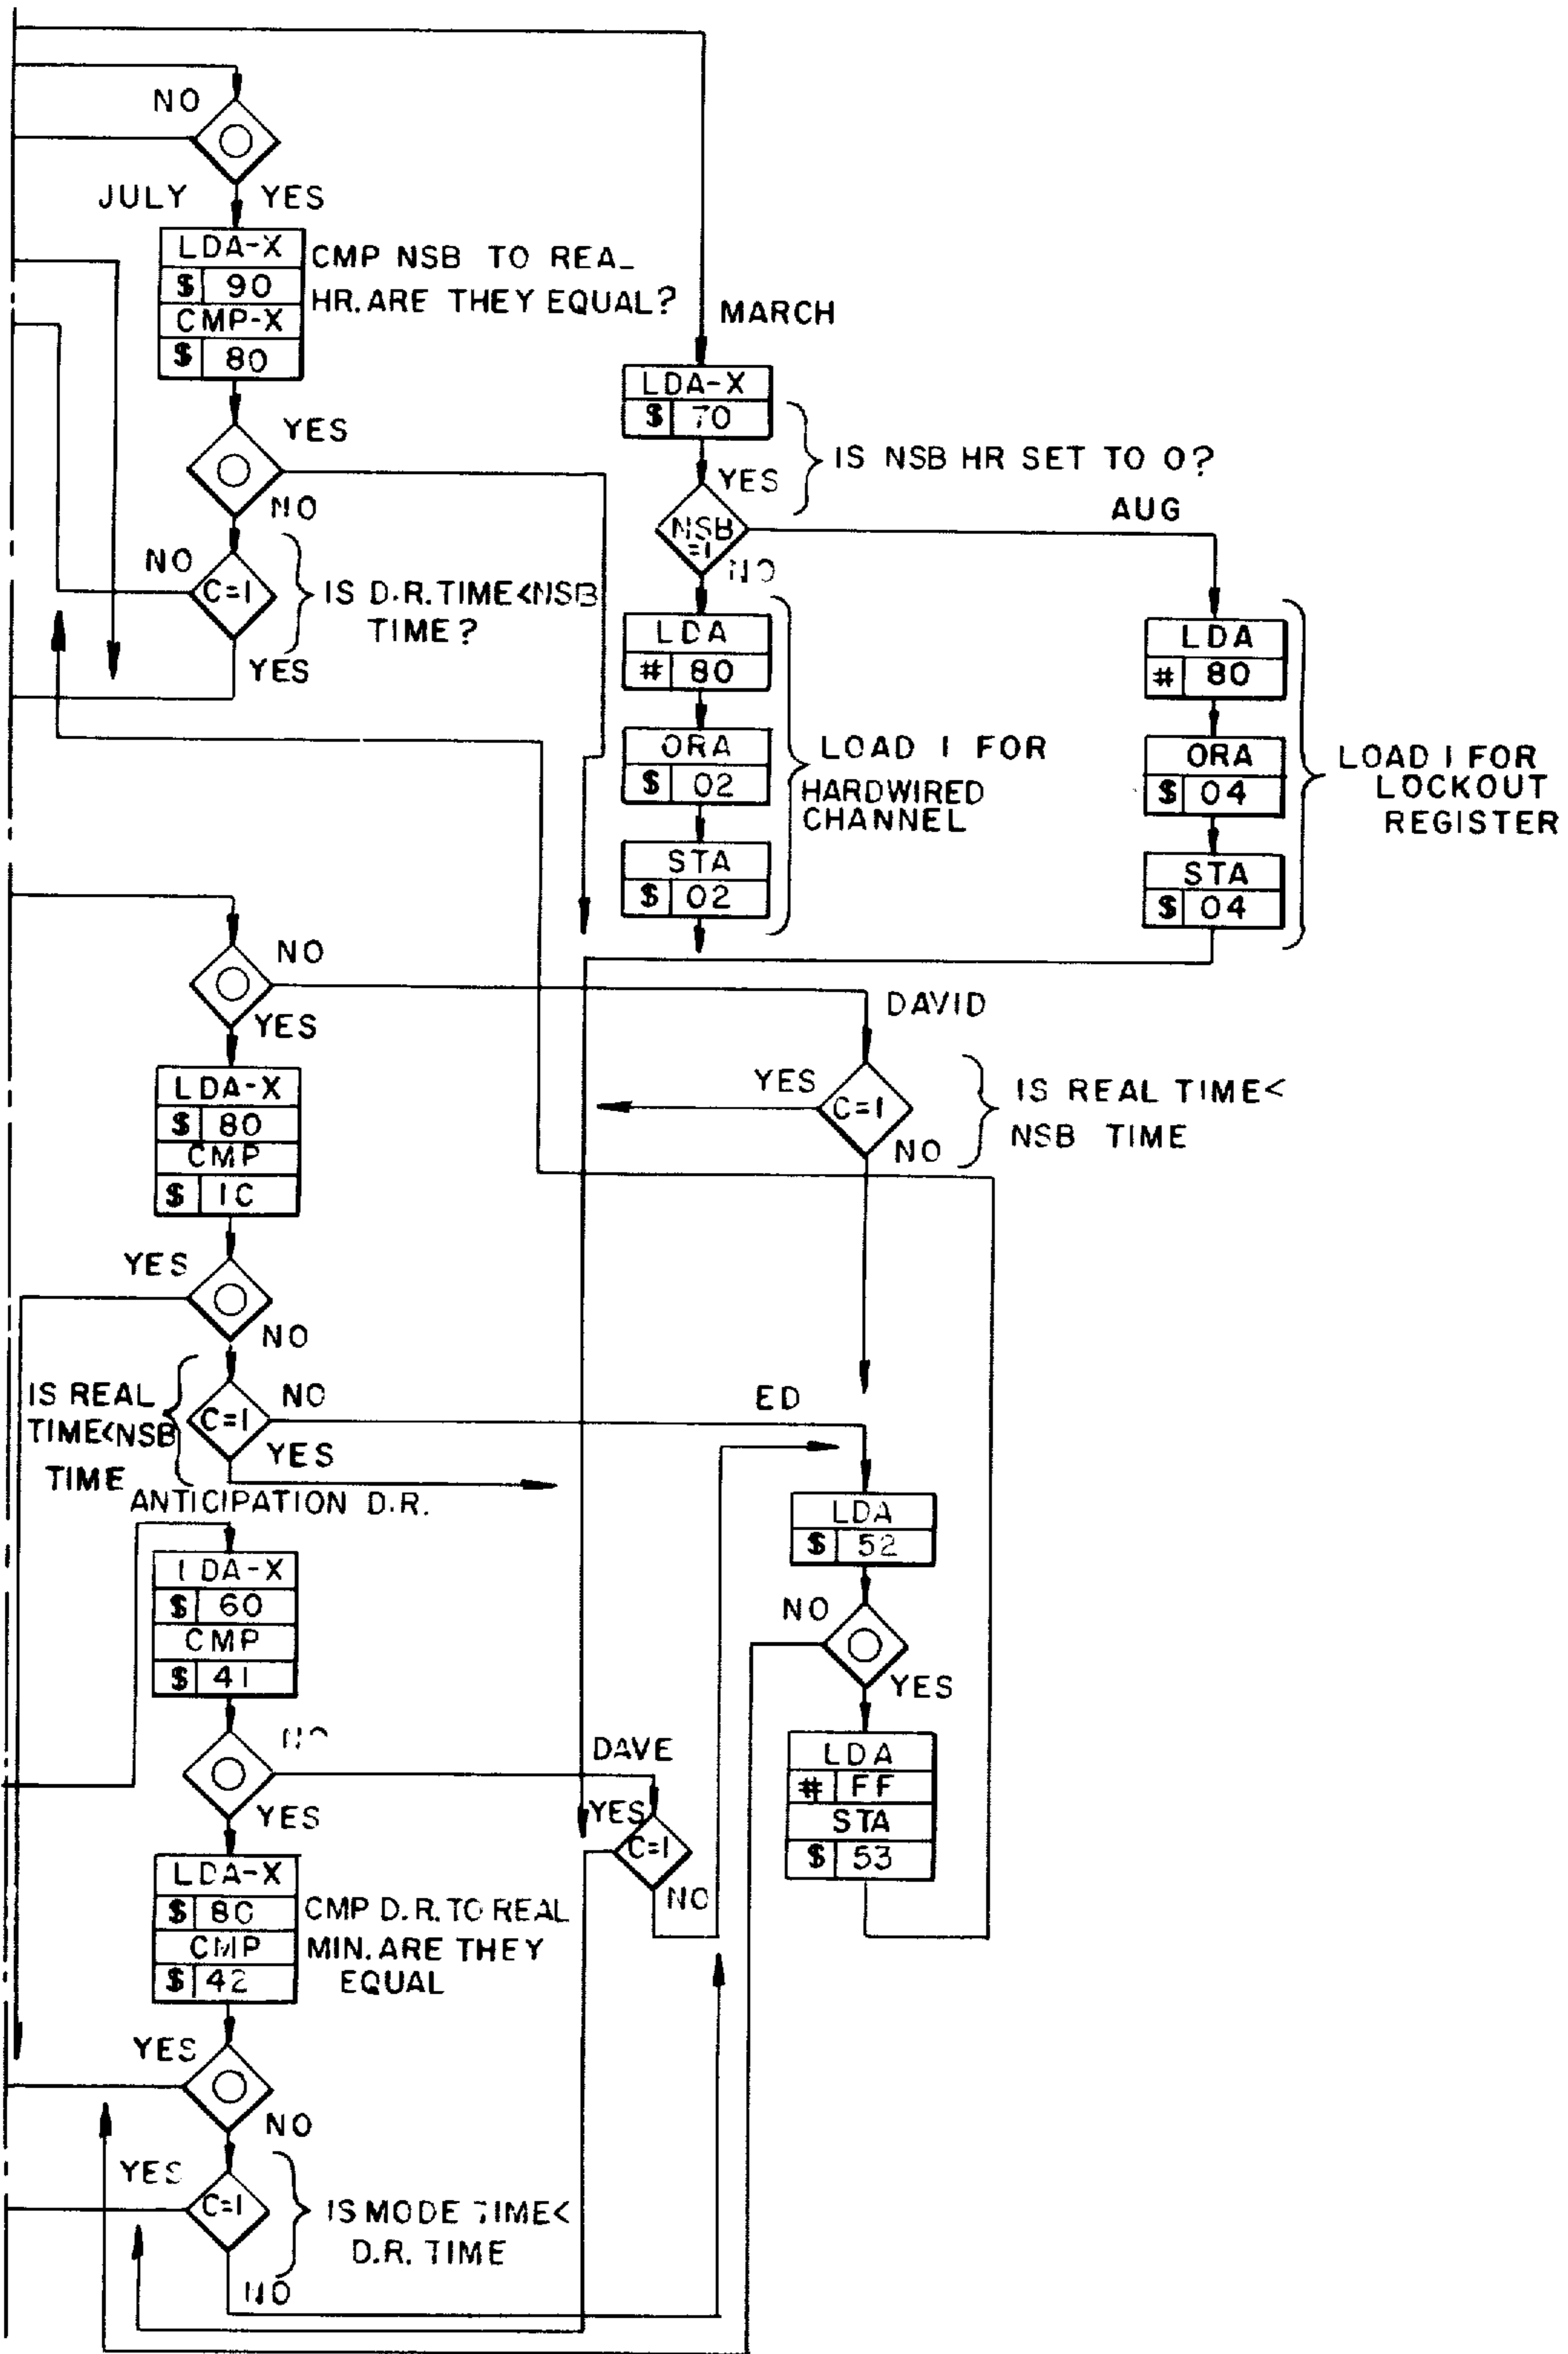 NO
JULY YES
LDA-X
$ 90
CMP-X
$ 80
CMP NSB TO REA_
HR. ARE THEY EQUAL?
YES
NO
NO
C=1
IS D.R. TIME<NSB
TIME?
YES
MARCH
LDA-X
$ 70
IS NSB HR SET TO 0?
YES
NSB
=1
NO
AUG
LDA
# 80
ORA
$ 02
STA
$ 02
LOAD 1 FOR
HARDWIRED
CHANNEL
LDA
# 80
ORA
$ 04
STA
$ 04
LOAD 1 FOR
LOCKOUT
REGISTER
NO
YES
DAVID
YES
C=1
NO
IS REAL TIME<
NSB TIME
LDA-X
$ 80
CMP
$ 1C
YES
NO
IS REAL
TIME<NSB
TIME
C=1
NO
YES
ED
ANTICIPATION D.R.
LDA
$ 52
NO
YES
LDA
# FF
STA
$ 53
LDA-X
$ 60
CMP
$ 41
NO
YES
DAVE
YES
C=1
NO
LDA-X
$ 80
CMP
$ 42
CMP D.R. TO REAL
MIN. ARE THEY
EQUAL
YES
NO
YES
C=1
NO
IS MODE TIME<
D.R. TIME